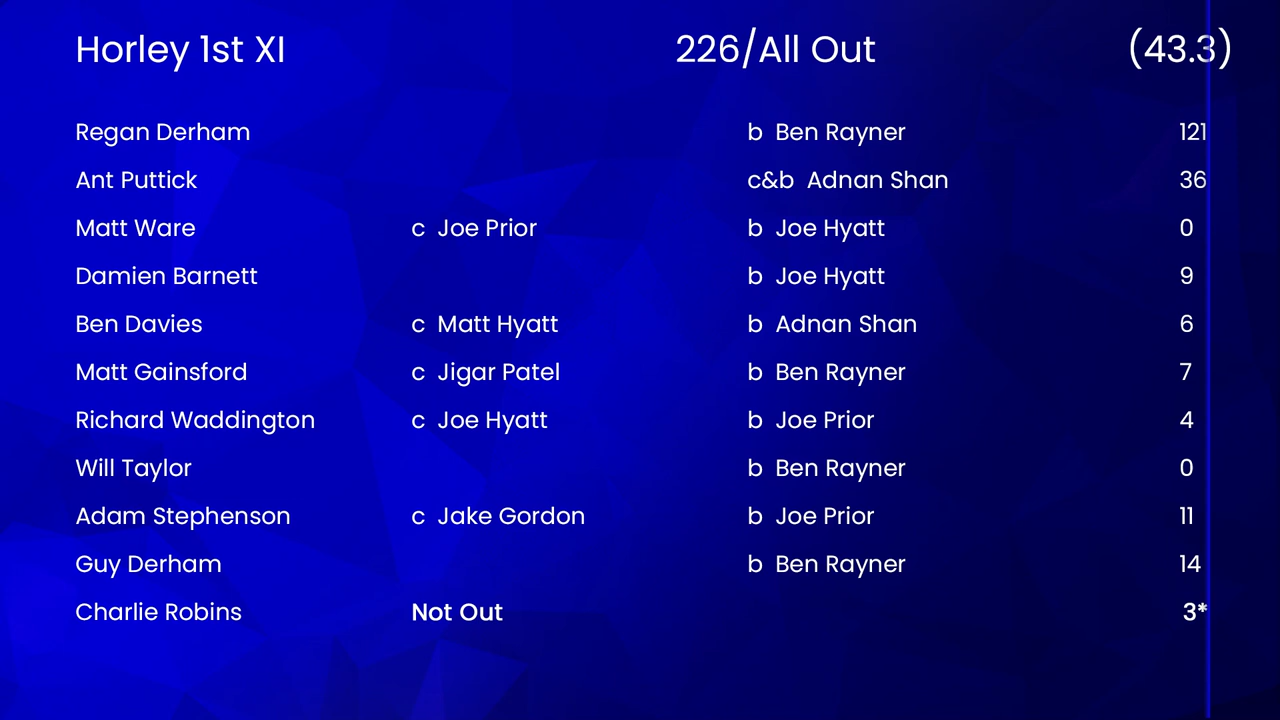 Horley 1st XI 226/All Out (43.3)
Regan Derham b Ben Rayner 121
Ant Puttick c&b Adnan Shan 36
Matt Ware c Joe Prior b Joe Hyatt 0
Damien Barnett b Joe Hyatt 9
Ben Davies c Matt Hyatt b Adnan Shan 6
Matt Gainsford c Jigar Patel b Ben Rayner 7
Richard Waddington c Joe Hyatt b Joe Prior 4
Will Taylor b Ben Rayner 0
Adam Stephenson c Jake Gordon b Joe Prior 11
Guy Derham b Ben Rayner 14
Charlie Robins Not Out 3*